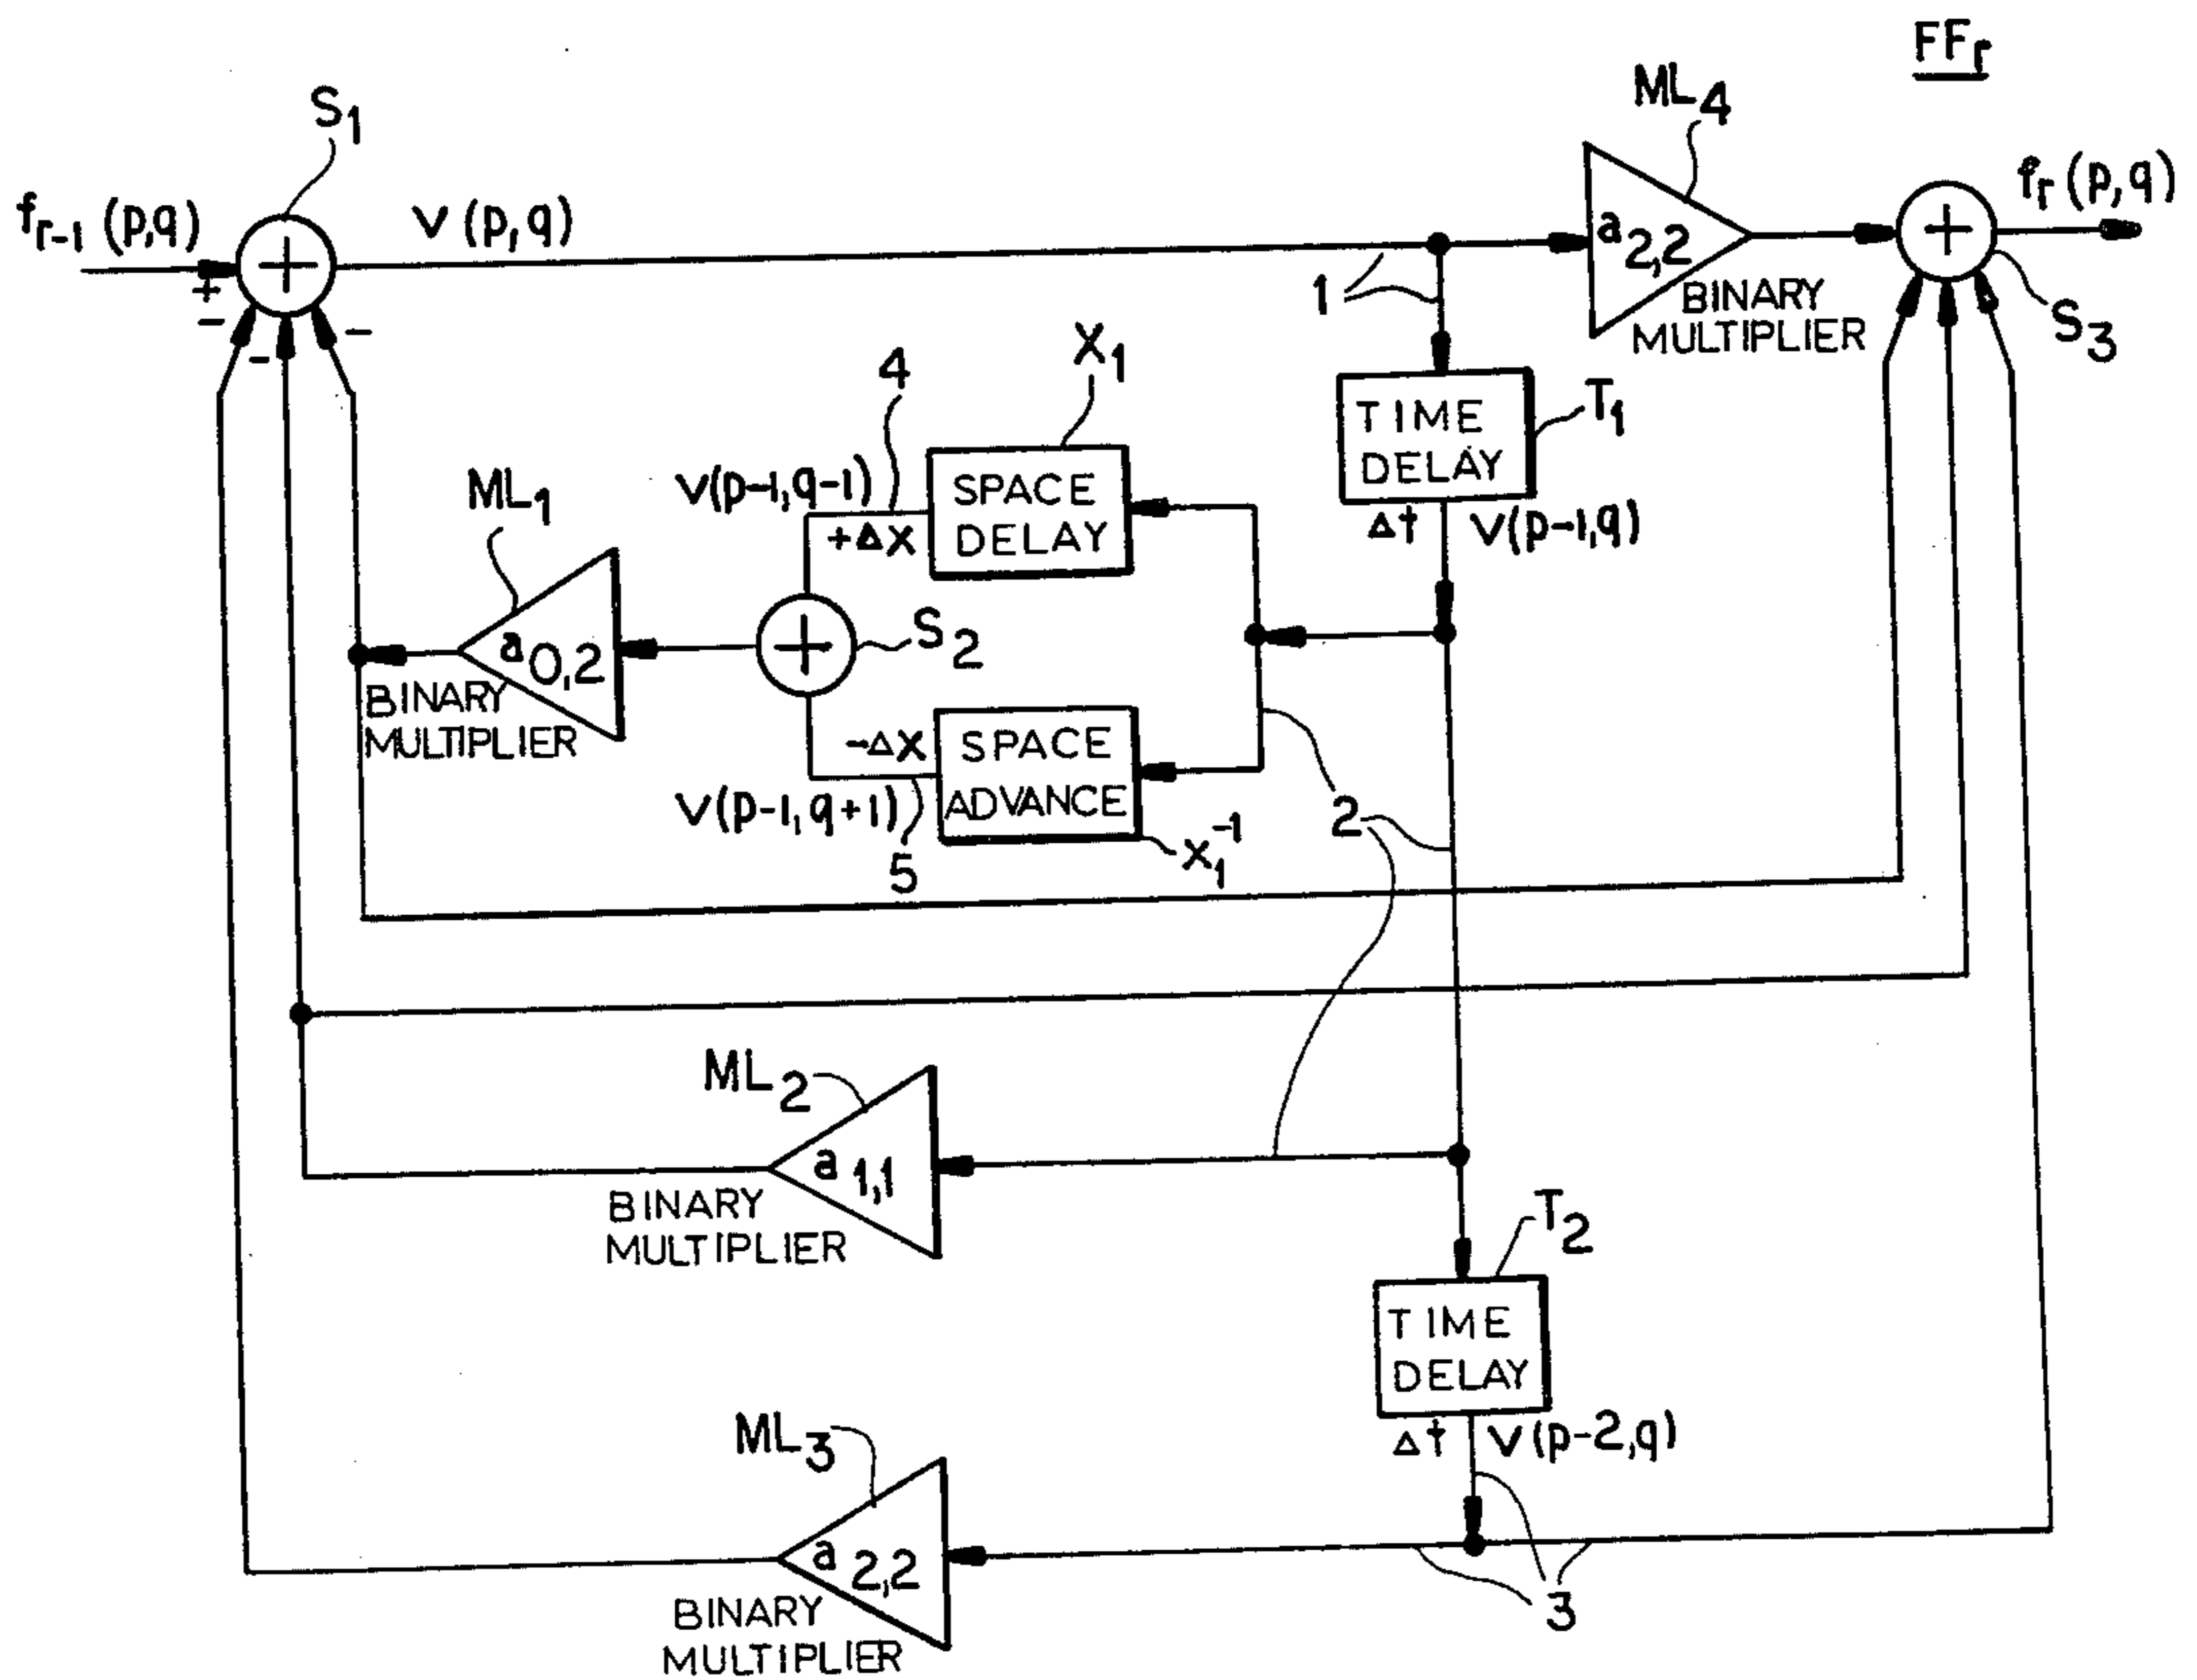 FFr
ML4
S1
fr-1 (p,q)
+
-
-
-
+
v (p,q)
1
a2,2
BINARY
MULTIPLIER
+
fr (p,q)
S3
X1
4
T1
TIME
DELAY
Δt
v(p-1,q)
SPACE
DELAY
v(p-1,q-1)
+Δx
ML1
a0,2
BINARY
MULTIPLIER
+
S2
-Δx
SPACE
ADVANCE
v(p-1,q+1)
5
X1^-1
2
ML2
a1,1
BINARY
MULTIPLIER
T2
TIME
DELAY
Δt
v(p-2,q)
ML3
a2,2
BINARY
MULTIPLIER
3